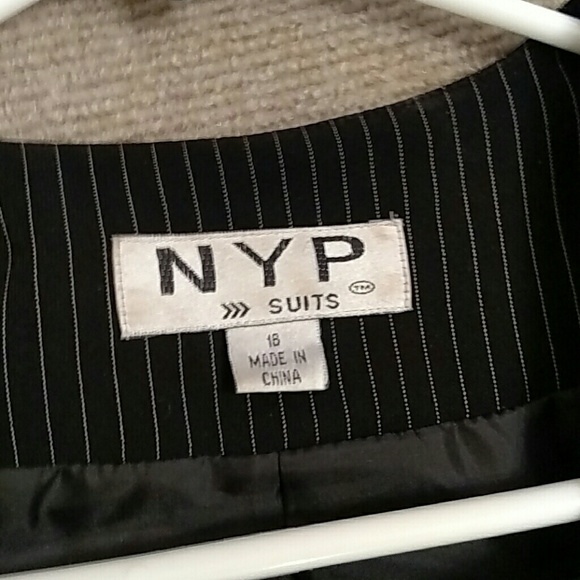 NYP
TM
>>> SUITS
18
MADE IN
CHINA